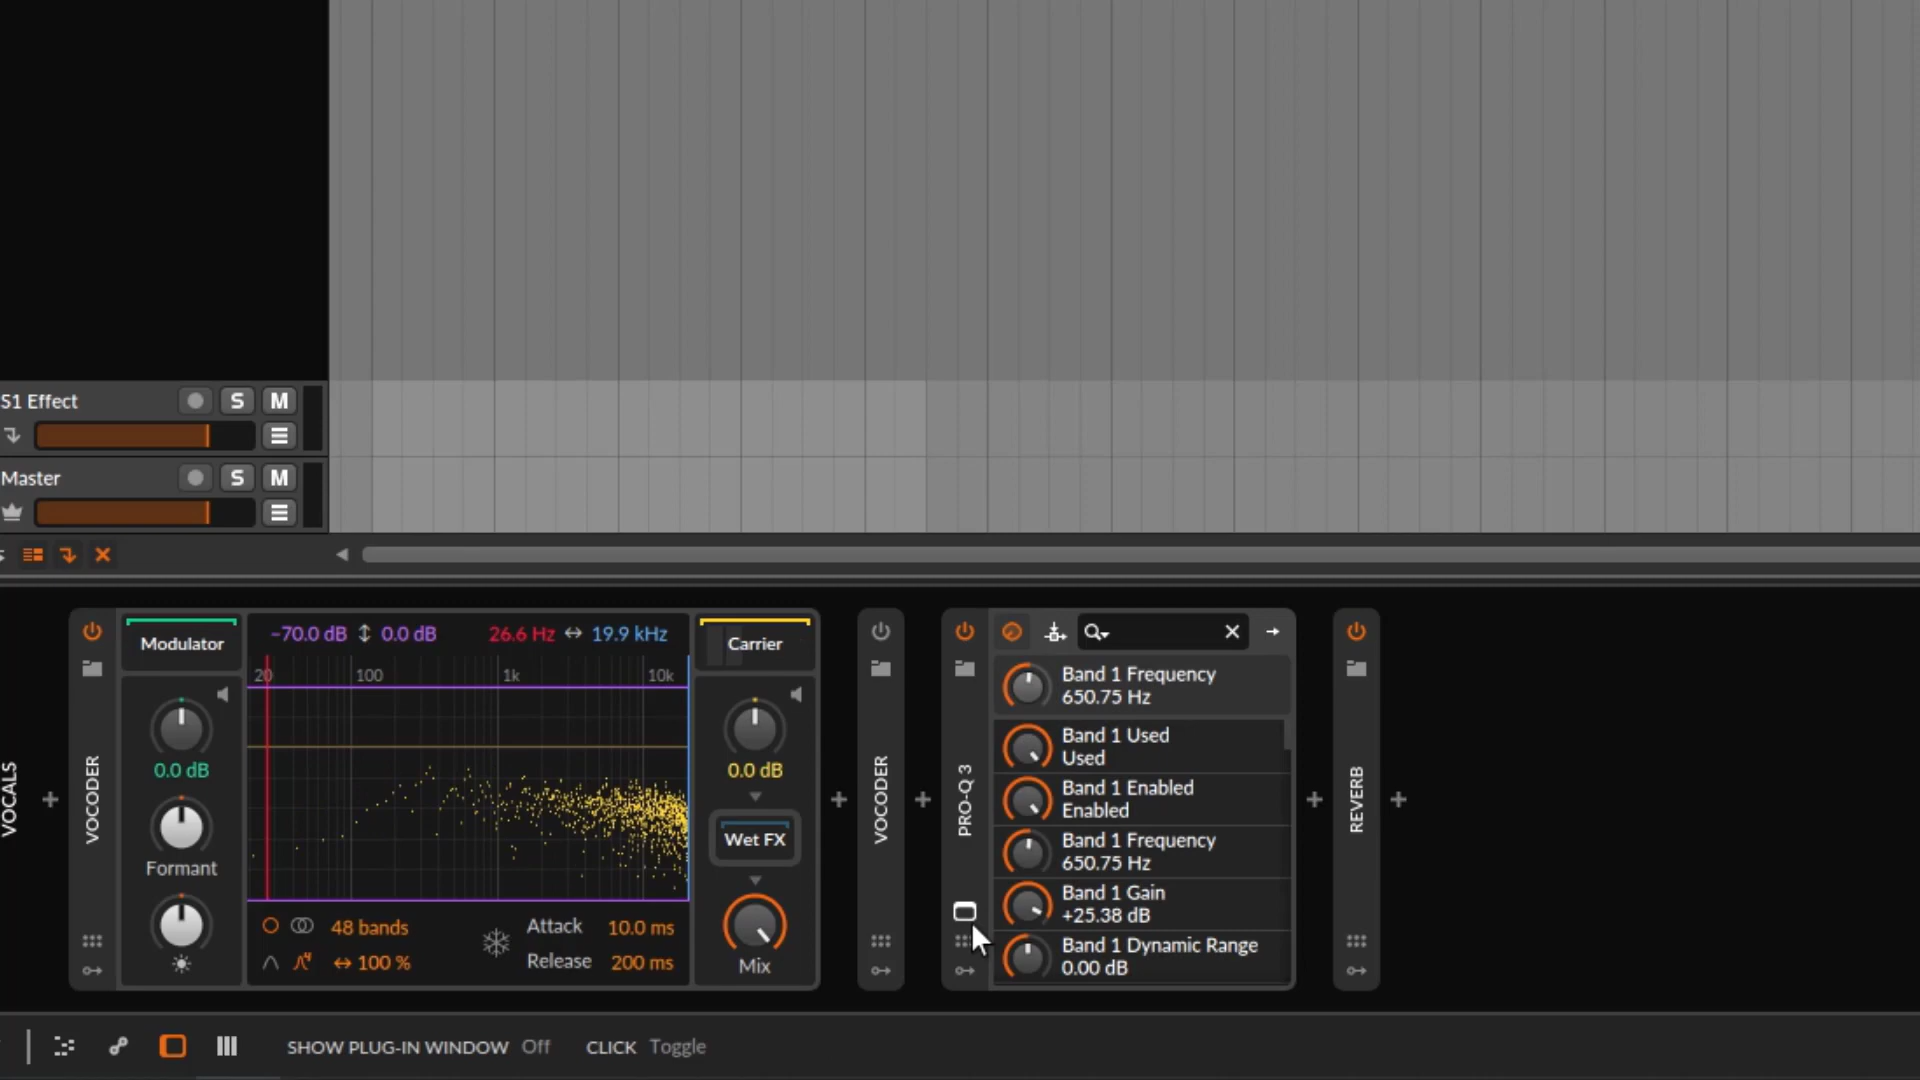 S1 Effect
S M
Master
S M
VOCALS
VOCODER
Modulator
0.0 dB
Formant
-70.0 dB 0.0 dB 26.6 Hz 19.9 kHz
20 100 1k 10k
48 bands
100 %
Attack 10.0 ms
Release 200 ms
Carrier
0.0 dB
Wet FX
Mix
VOCODER
PRO-Q 3
Band 1 Frequency
650.75 Hz
Band 1 Used
Used
Band 1 Enabled
Enabled
Band 1 Frequency
650.75 Hz
Band 1 Gain
+25.38 dB
Band 1 Dynamic Range
0.00 dB
REVERB
SHOW PLUG-IN WINDOW Off CLICK Toggle